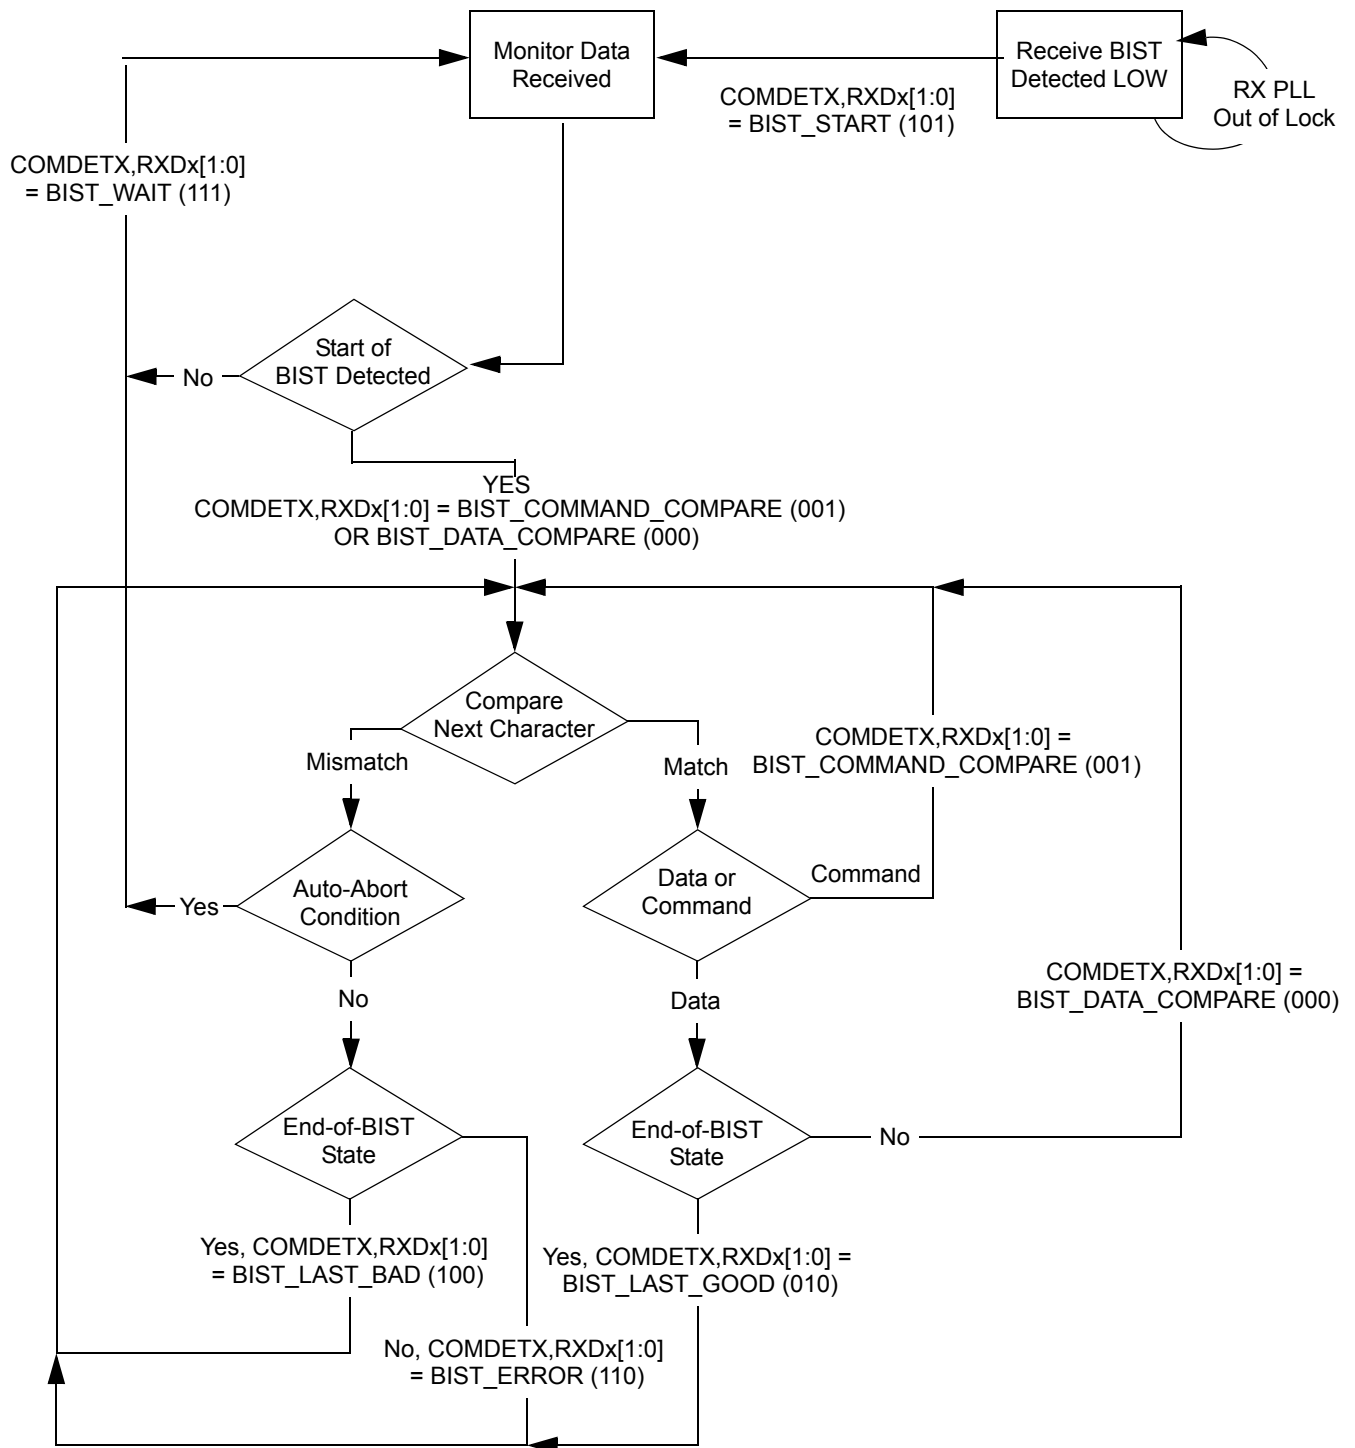 Monitor Data
Received
Receive BIST
Detected LOW
RX PLL
Out of Lock
COMDETX,RXDx[1:0]
= BIST_START (101)
COMDETX,RXDx[1:0]
= BIST_WAIT (111)
Start of
BIST Detected
No
YES
COMDETX,RXDx[1:0] = BIST_COMMAND_COMPARE (001)
OR BIST_DATA_COMPARE (000)
Compare
Next Character
Mismatch
Match
COMDETX,RXDx[1:0] =
BIST_COMMAND_COMPARE (001)
Auto-Abort
Condition
Yes
Data or
Command
Command
No
Data
COMDETX,RXDx[1:0] =
BIST_DATA_COMPARE (000)
End-of-BIST
State
End-of-BIST
State
No
Yes, COMDETX,RXDx[1:0]
= BIST_LAST_BAD (100)
Yes, COMDETX,RXDx[1:0] =
BIST_LAST_GOOD (010)
No, COMDETX,RXDx[1:0]
= BIST_ERROR (110)